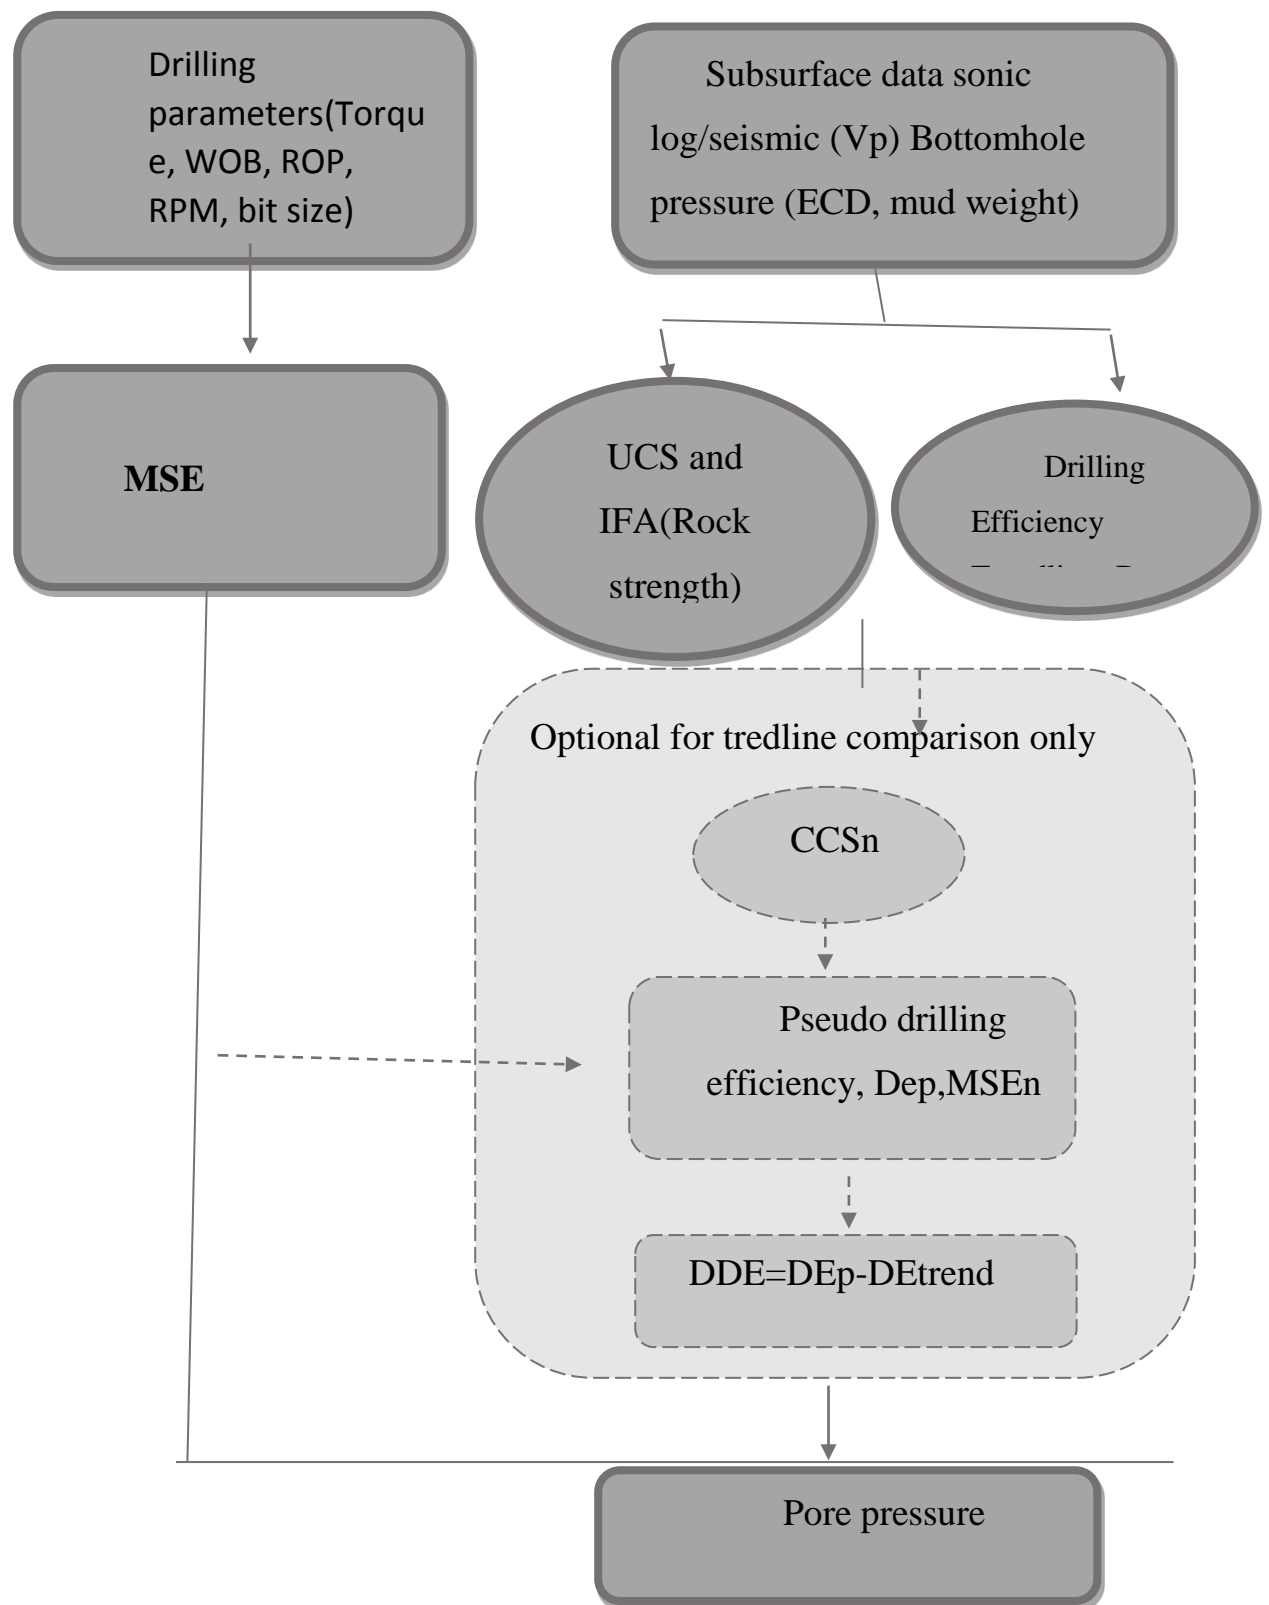 Drilling
parameters(Torqu
e, WOB, ROP,
RPM, bit size)
Subsurface data sonic
log/seismic (Vp) Bottomhole
pressure (ECD, mud weight)
MSE
UCS and
IFA(Rock
strength)
Drilling
Efficiency
Optional for tredline comparison only
CCSn
Pseudo drilling
efficiency, Dep,MSEn
DDE=DEp-DEtrend
Pore pressure